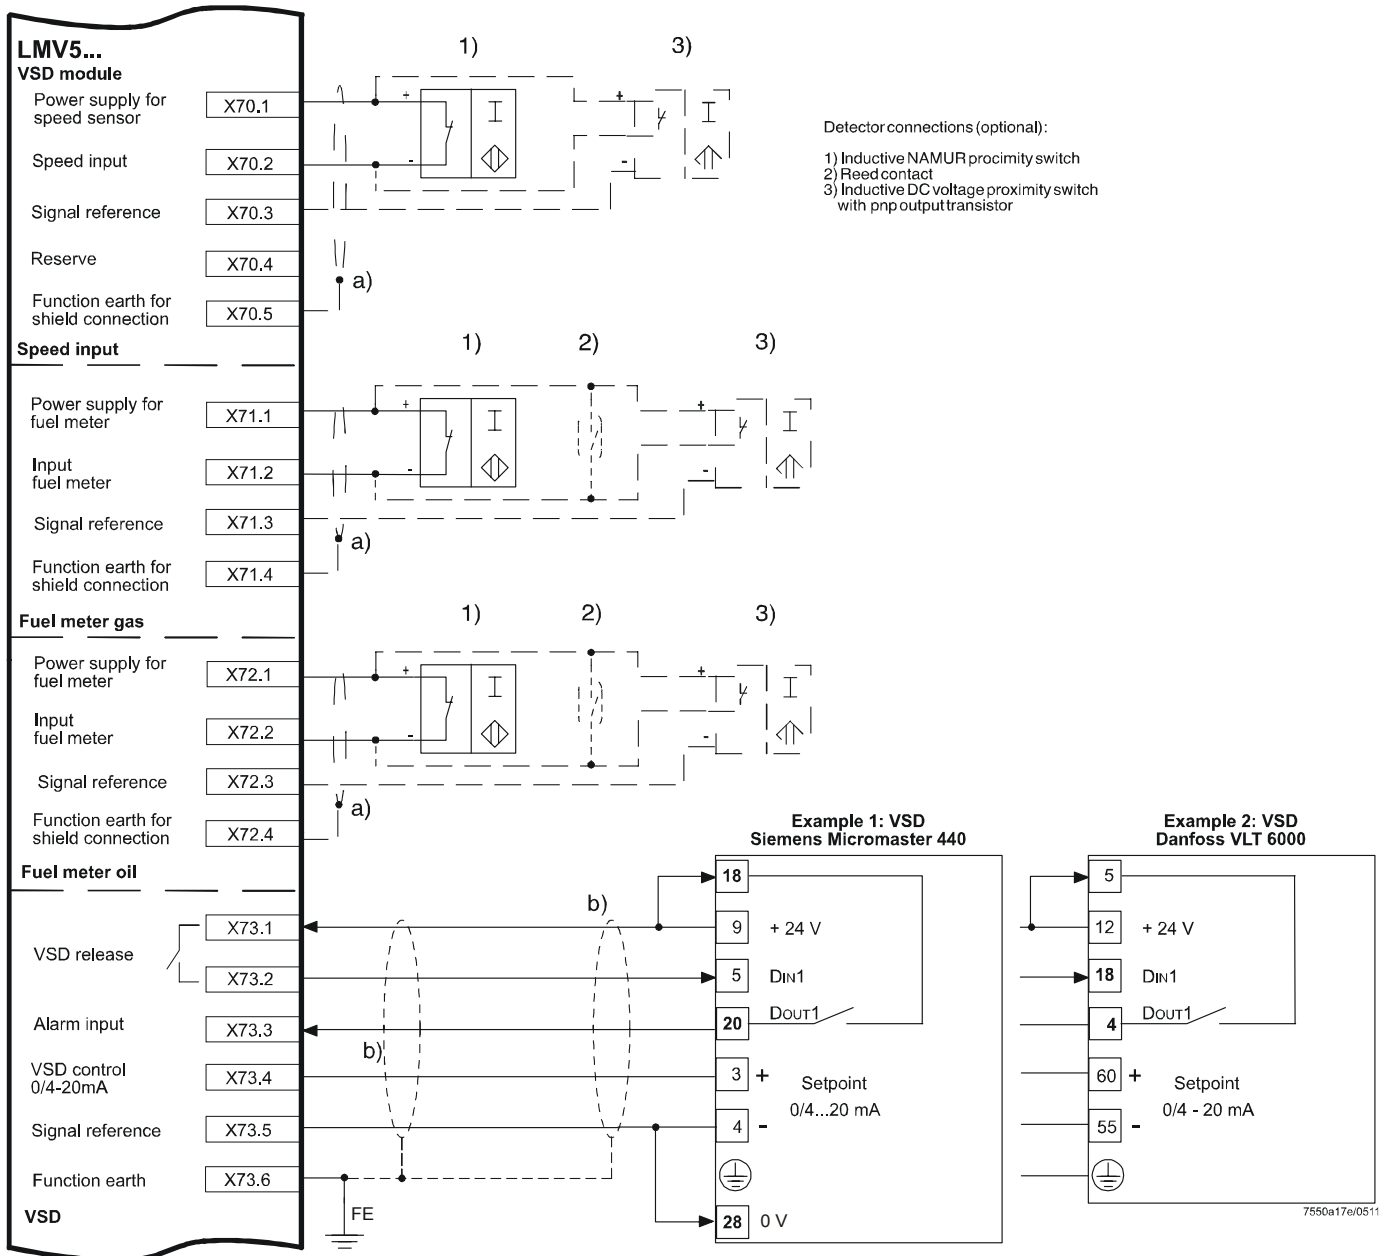 LMV5...
VSD module
1)
3)
Power supply for
speed sensor
X70.1
+
+
I
I
Speed input
X70.2
-
-
Signal reference
X70.3
Reserve
X70.4
a)
Function earth for
shield connection
X70.5
Speed input
Detector connections (optional):
1) Inductive NAMUR procimity switch
2) Reed contact
3) Inductive DC voltage proximity switch
with pnp output transistor
1)
2)
3)
Power supply for
fuel meter
X71.1
+
+
I
I
Input
fuel meter
X71.2
-
-
Signal reference
X71.3
a)
Function earth for
shield connection
X71.4
Fuel meter gas
1)
2)
3)
Power supply for
fuel meter
X72.1
+
+
I
I
Input
fuel meter
X72.2
-
-
Signal reference
X72.3
a)
Function earth for
shield connection
X72.4
Fuel meter oil
VSD release
X73.1
X73.2
Alarm input
X73.3
VSD control
0/4-20mA
X73.4
Signal reference
X73.5
Function earth
X73.6
VSD
b)
b)
FE
Example 1: VSD
Siemens Micromaster 440
18
9 + 24 V
5 DIN1
20 DOUT1
3 +
Setpoint
0/4...20 mA
4 -
28 0 V
Example 2: VSD
Danfoss VLT 6000
5
12 + 24 V
18 DIN1
4 DOUT1
60 +
Setpoint
0/4 - 20 mA
55 -
7550a17e/0511